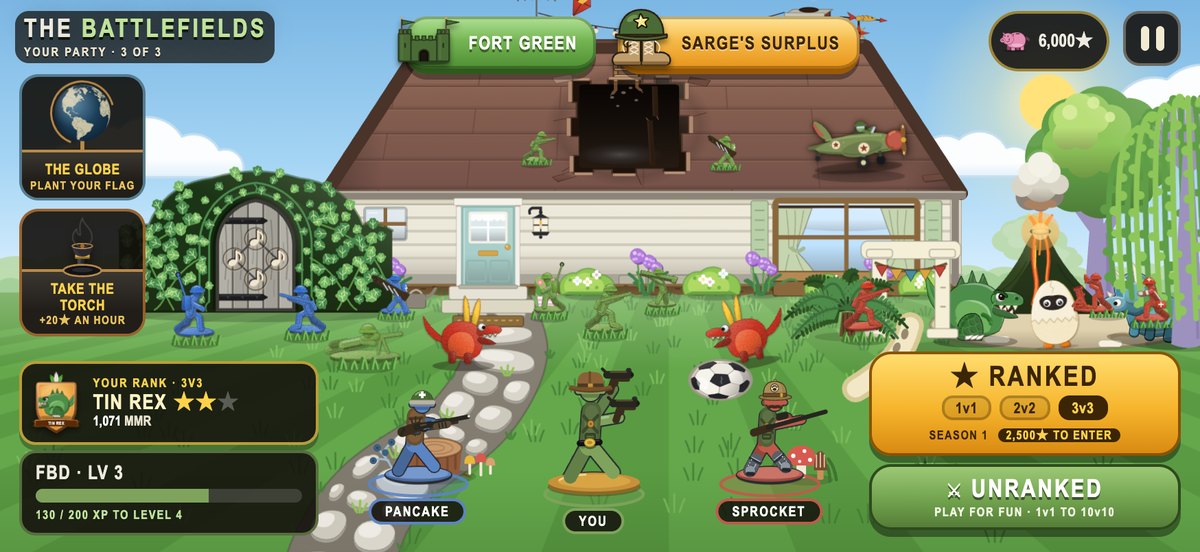 THE BATTLEFIELDS
YOUR PARTY · 3 OF 3
FORT GREEN
SARGE'S SURPLUS
6,000★
THE GLOBE
PLANT YOUR FLAG
TAKE THE
TORCH
+20★ AN HOUR
YOUR RANK · 3V3
TIN REX ★★★
1,071 MMR
TIN REX
FBD · LV 3
130 / 200 XP TO LEVEL 4
PANCAKE
YOU
SPROCKET
★ RANKED
1v1 2v2 3v3
SEASON 1 2,500★ TO ENTER
⚔ UNRANKED
PLAY FOR FUN · 1v1 TO 10v10